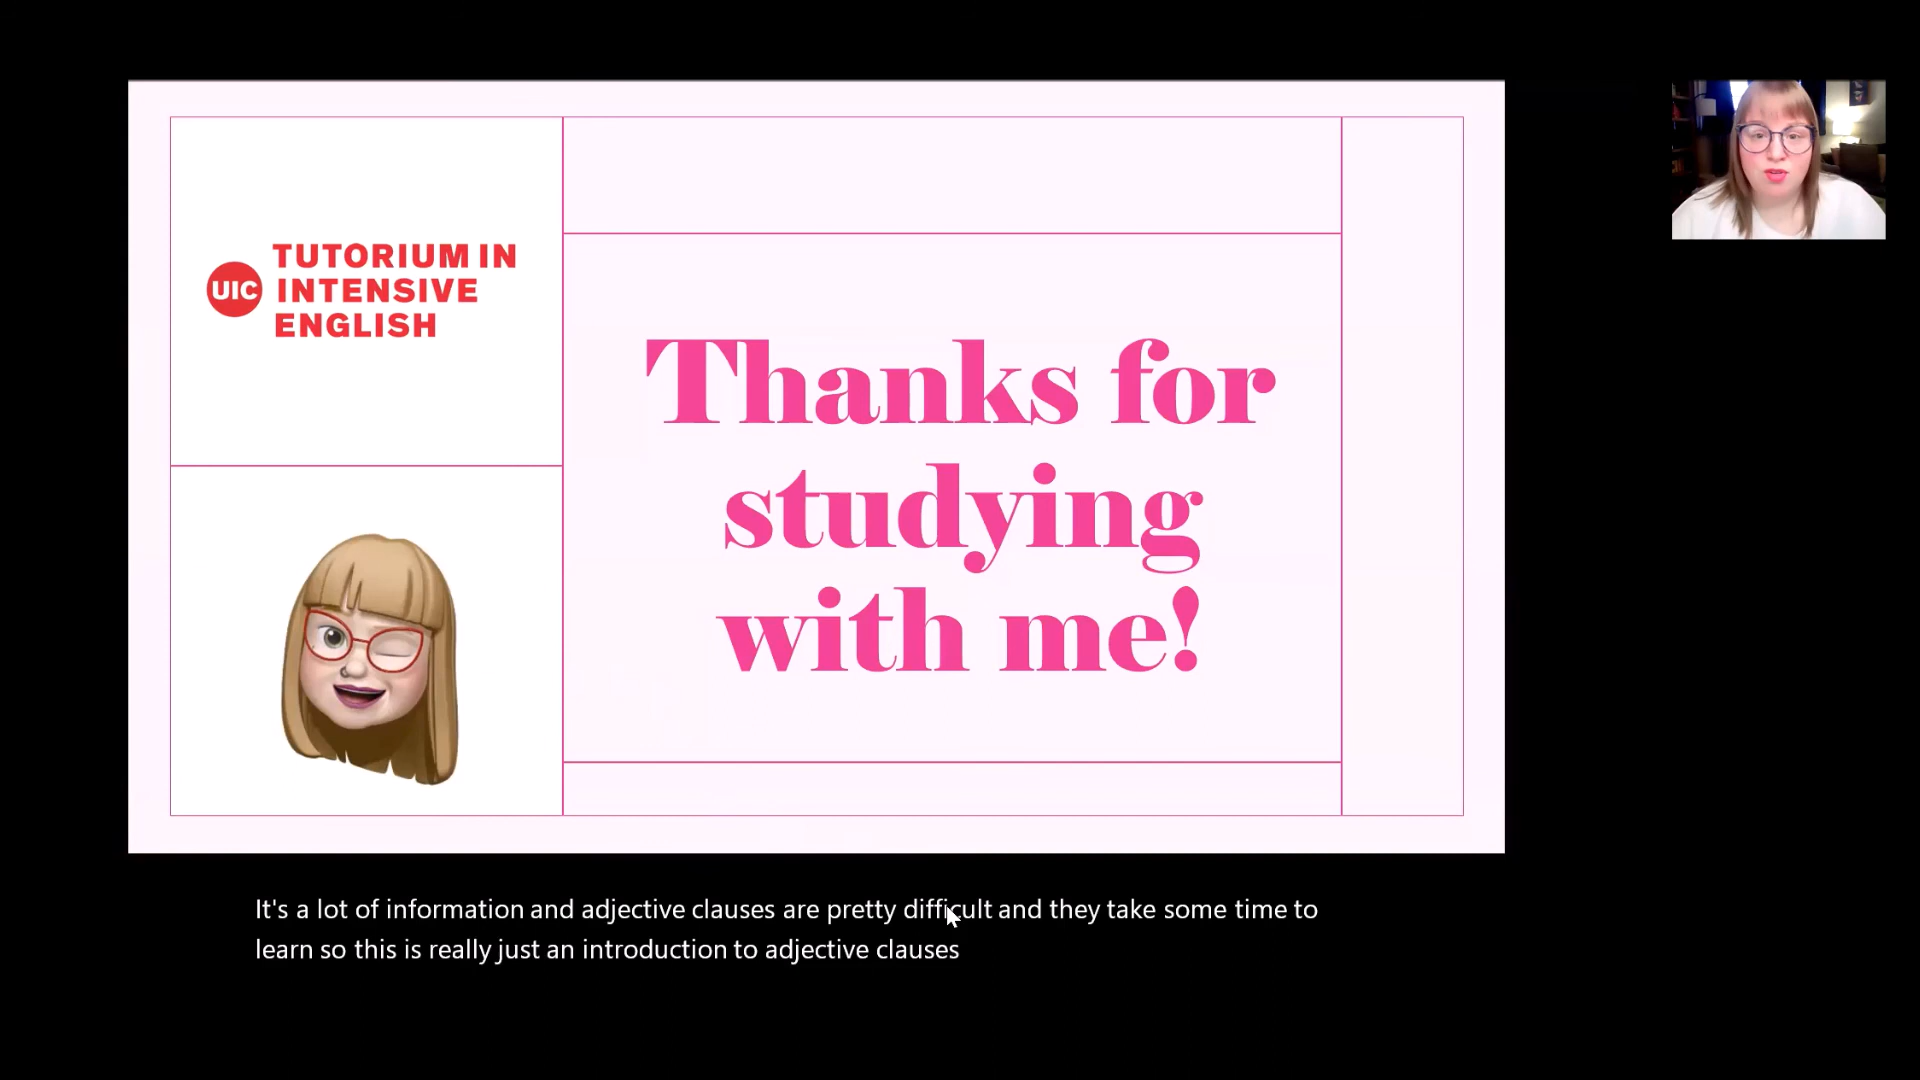 UIC
TUTORIUM IN
INTENSIVE
ENGLISH
Thanks for
studying
with me!
It's a lot of information and adjective clauses are pretty difficult and they take some time to
learn so this is really just an introduction to adjective clauses